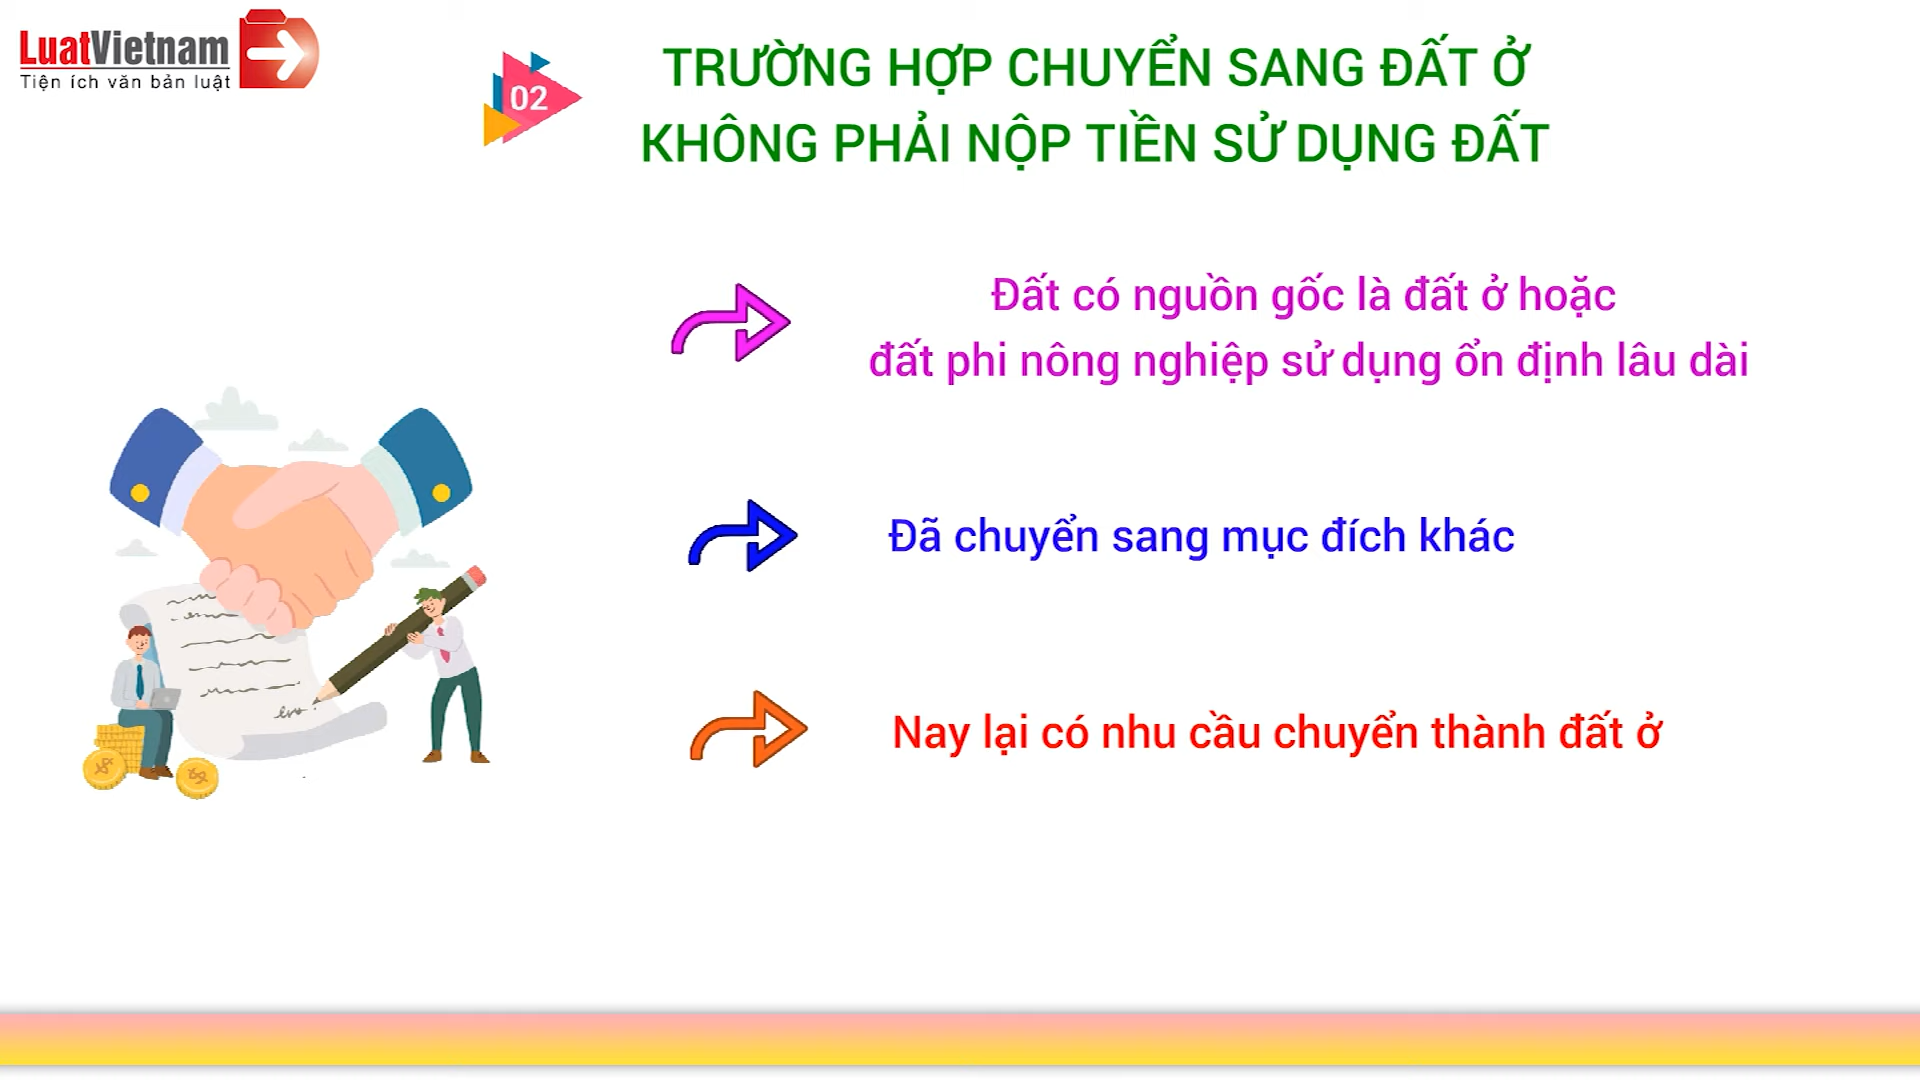 LuatVietnam
Tiện ích văn bản luật
02
TRƯỜNG HỢP CHUYỂN SANG ĐẤT Ở
KHÔNG PHẢI NỘP TIỀN SỬ DỤNG ĐẤT
Đất có nguồn gốc là đất ở hoặc
đất phi nông nghiệp sử dụng ổn định lâu dài
Đã chuyển sang mục đích khác
Nay lại có nhu cầu chuyển thành đất ở